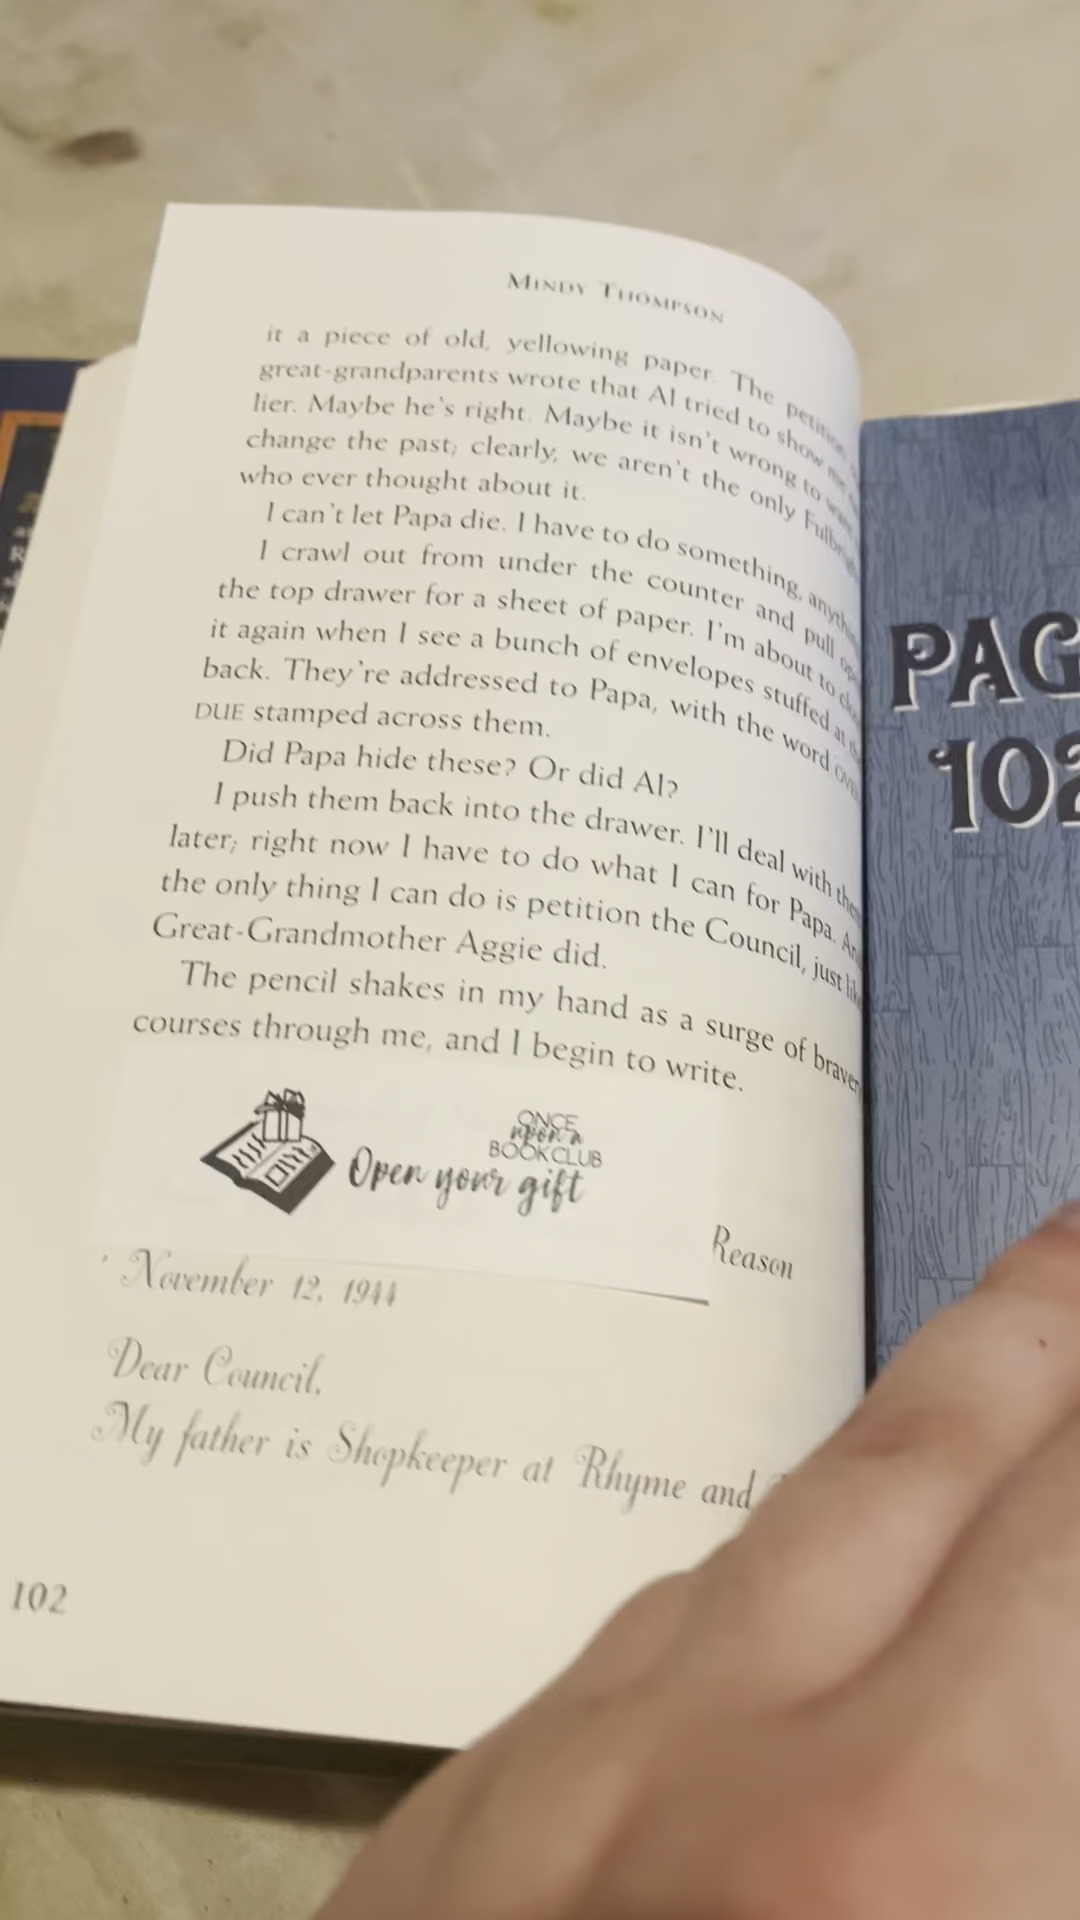 MINDY THOMPSON
it a piece of old, yellowing paper. The petition
great-grandparents wrote that Al tried to show me
lier. Maybe he's right. Maybe it isn't wrong to
change the past; clearly, we aren't the only
who ever thought about it.
I can't let Papa die. I have to do something,
I crawl out from under the counter and pull
the top drawer for a sheet of paper. I'm about to
it again when I see a bunch of envelopes stuffed at
back. They're addressed to Papa, with the word
DUE stamped across them.
Did Papa hide these? Or did Al?
I push them back into the drawer. I'll deal with
later; right now I have to do what I can for Papa.
the only thing I can do is petition the Council, just
Great-Grandmother Aggie did.
The pencil shakes in my hand as a surge of
courses through me, and I begin to write.
ONCE
upon a
BOOK CLUB
Open your gift
Reason
November 12, 1944
Dear Council,
My father is Shopkeeper at Rhyme and
102
PAG
102